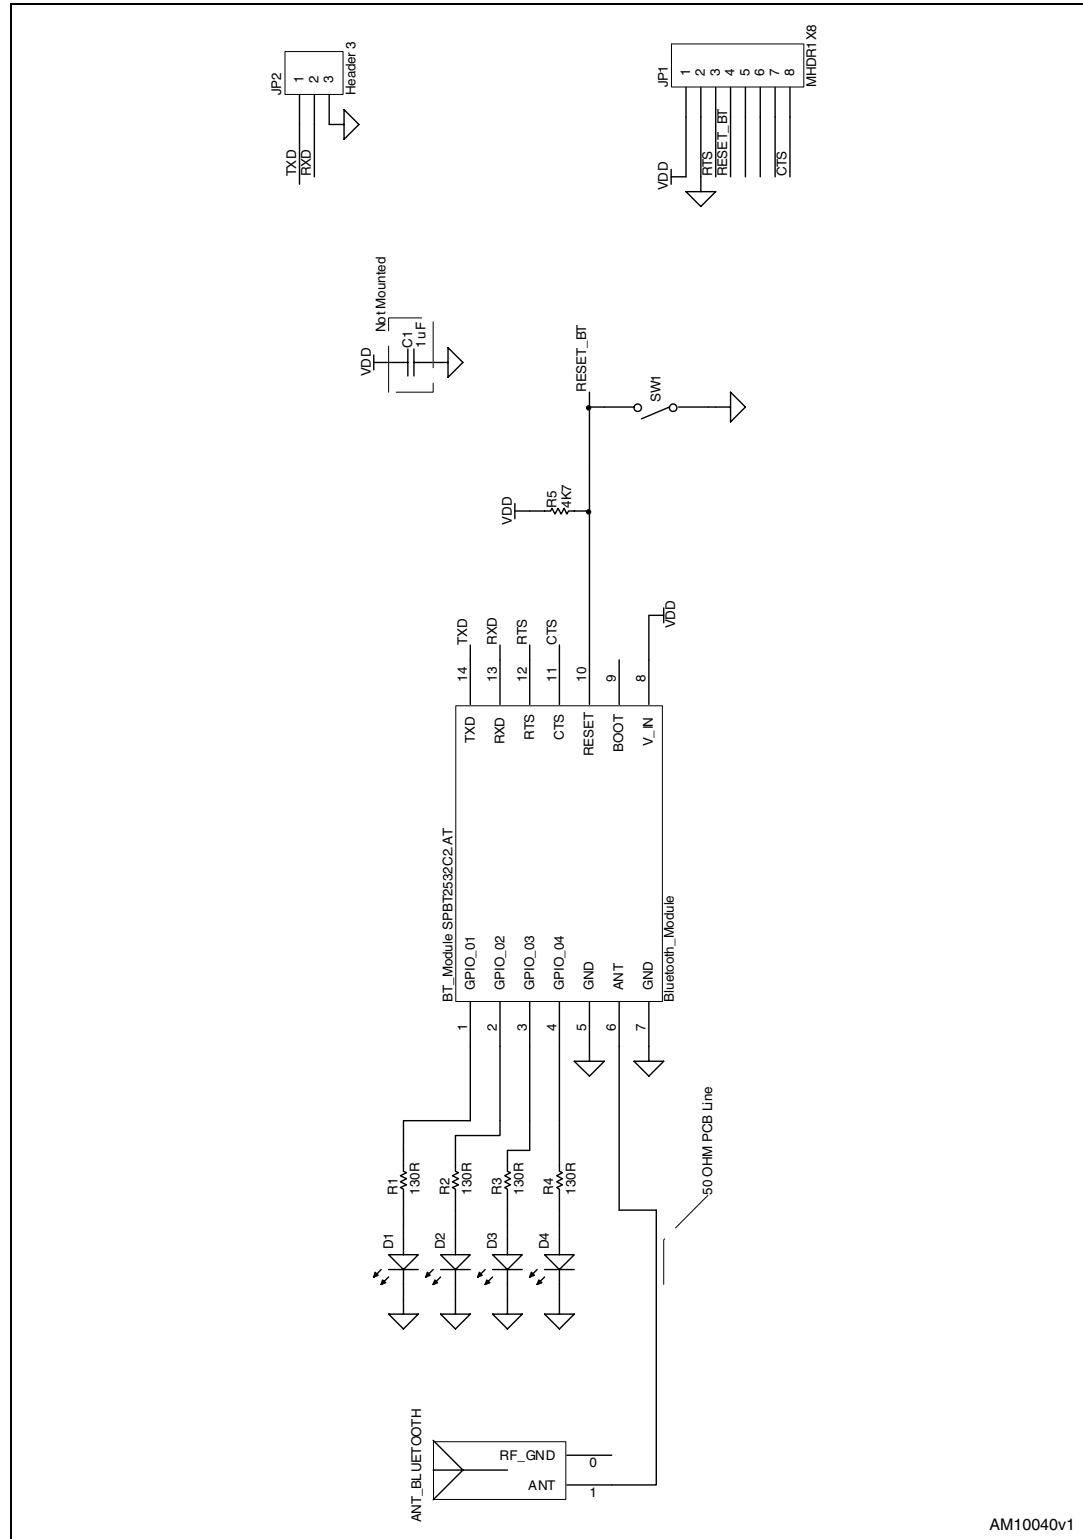 JP2
1
2
3
Header 3
TXD
RXD
JP1
1
2
3
4
5
6
7
8
MHDR1X8
VDD
RTS
RESET_BT
CTS
Not Mounted
VDD
C1
1uF
RESET_BT
SW1
VDD
R5
4K7
TXD
RXD
RTS
CTS
14
13
12
11
10
9
8
VDD
TXD
RXD
RTS
CTS
RESET
BOOT
V_IN
BT_Module SPBT2532C2.AT
GPIO_01
GPIO_02
GPIO_03
GPIO_04
GND
ANT
GND
Bluetooth_Module
1
2
3
4
5
6
7
R1
130R
R2
130R
R3
130R
R4
130R
50 OHM PCB Line
D1
D2
D3
D4
ANT_BLUETOOTH
RF_GND
0
ANT
1
AM10040v1